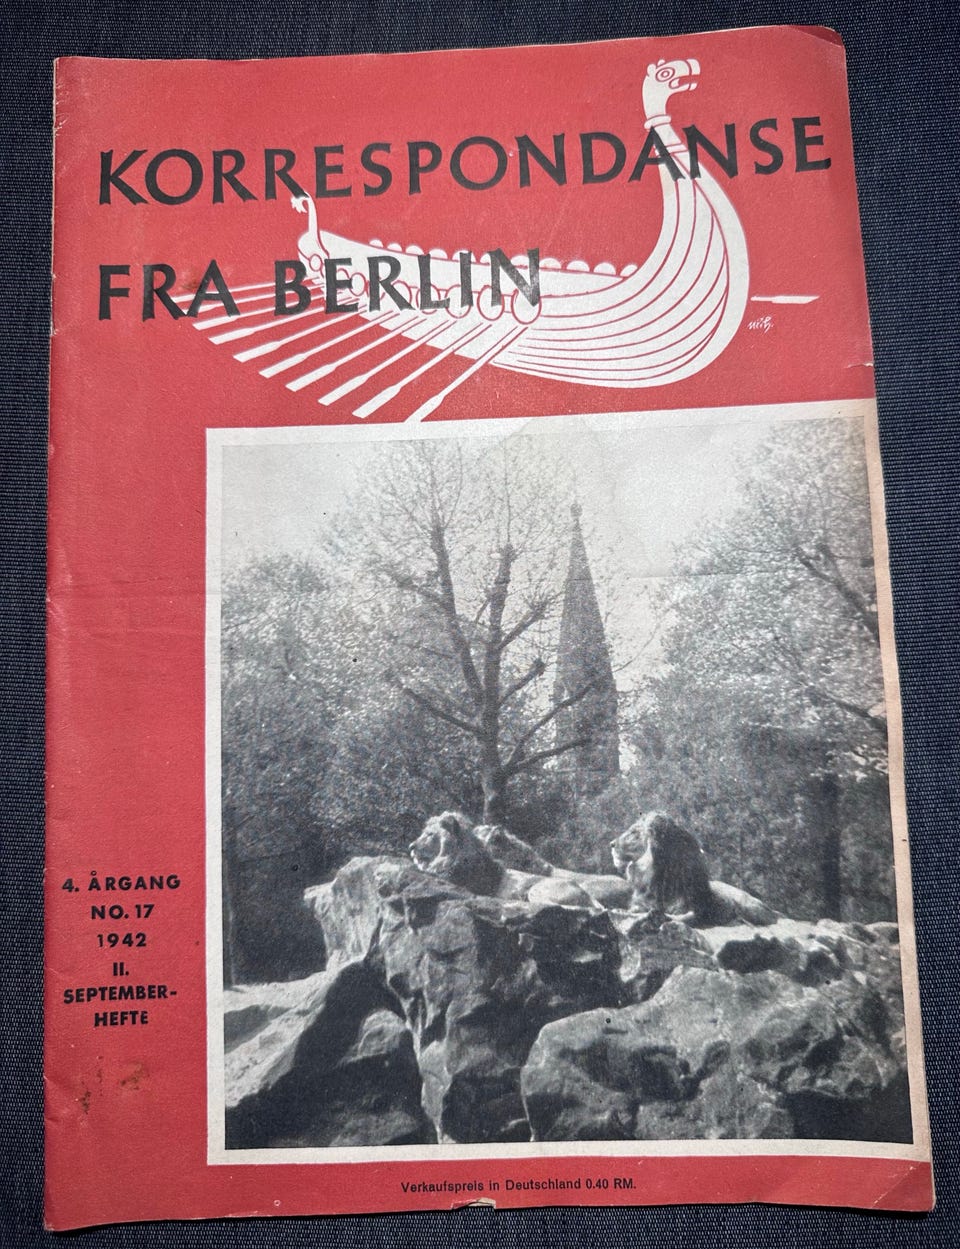 KORRESPONDANSE
FRA BERLIN
4. ÅRGANG
NO. 17
1942
II.
SEPTEMBER-
HEFTE
Verkaufspreis in Deutschland 0.40 RM.